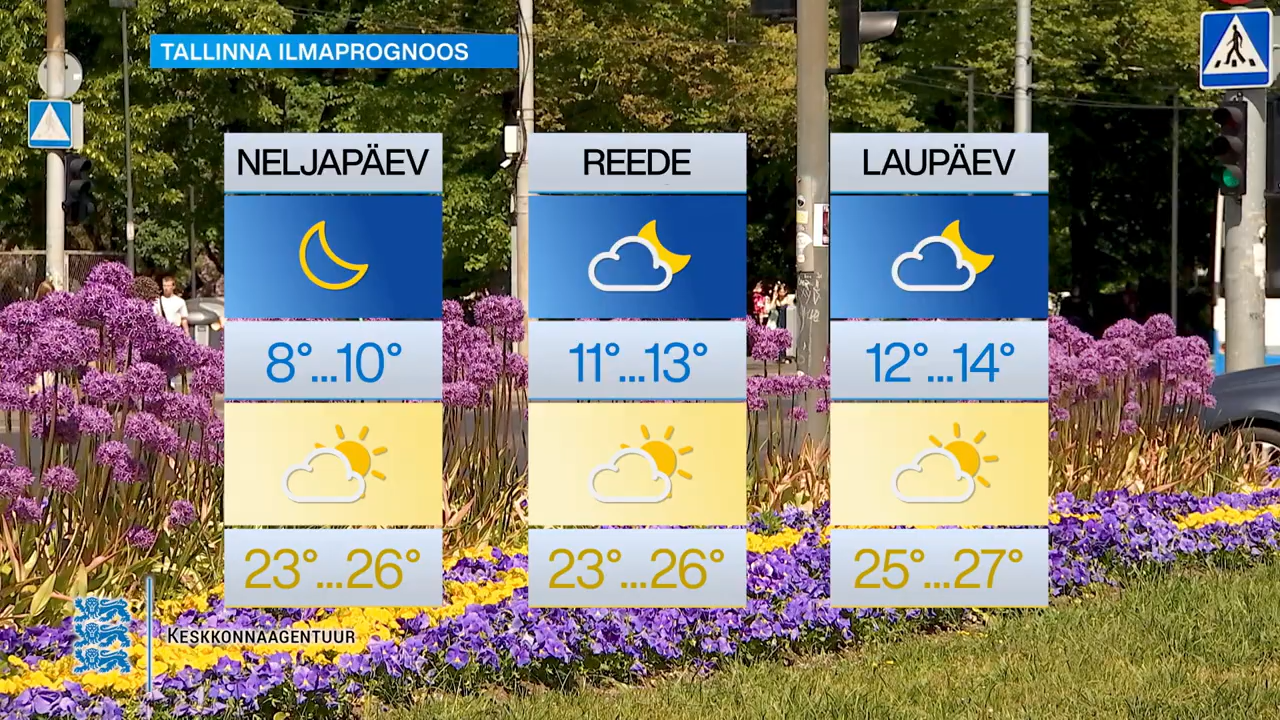 TALLINNA ILMAPROGNOOS
NELJAPÄEV
8°...10°
23°...26°
REEDE
11°...13°
23°...26°
LAUPÄEV
12°...14°
25°...27°
KESKKONNAAGENTUUR